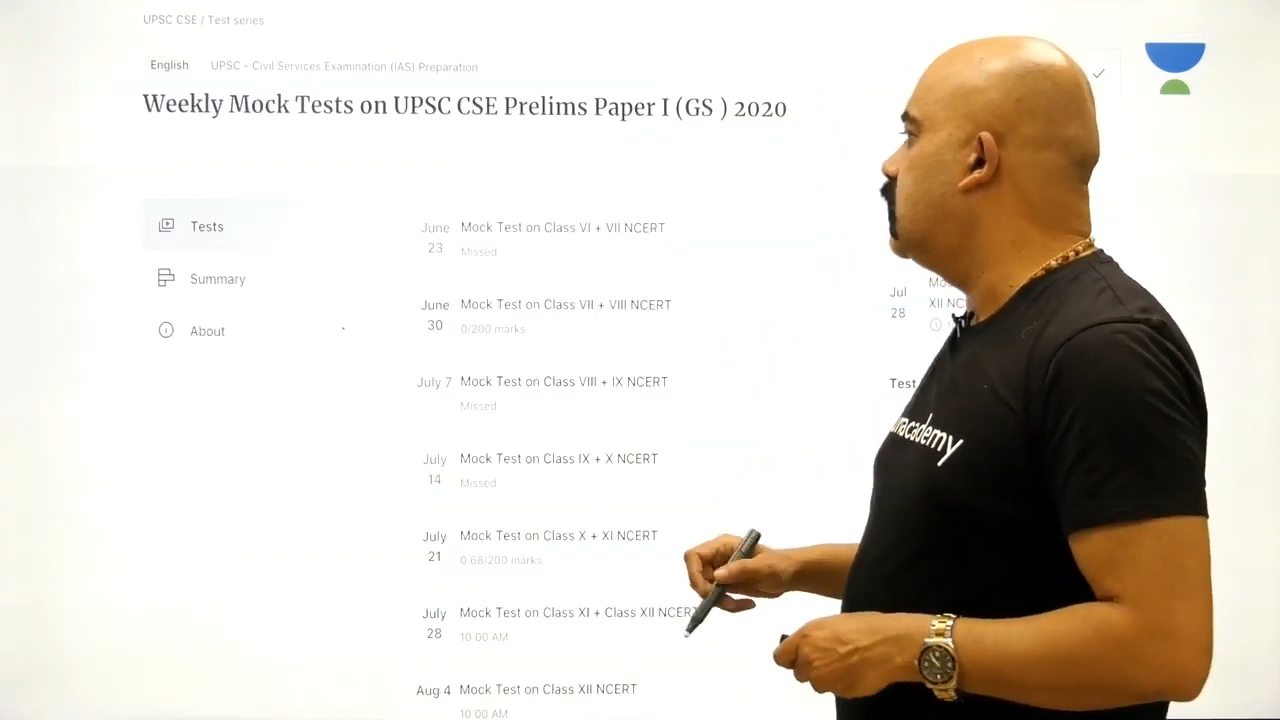 UPSC CSE / Test series
English UPSC - Civil Services Examination (IAS) Preparation
Weekly Mock Tests on UPSC CSE Prelims Paper I (GS ) 2020
Tests
Summary
About
June 23 Mock Test on Class VI + VII NCERT
Missed
June 30 Mock Test on Class VII + VIII NCERT
0/200 marks
July 7 Mock Test on Class VIII + IX NCERT
Missed
July 14 Mock Test on Class IX + X NCERT
Missed
July 21 Mock Test on Class X + XI NCERT
0.68/200 marks
July 28 Mock Test on Class XI + Class XII NCERT
10:00 AM
Aug 4 Mock Test on Class XII NCERT
10:00 AM
Jul 28
XII NC
Test
unacademy